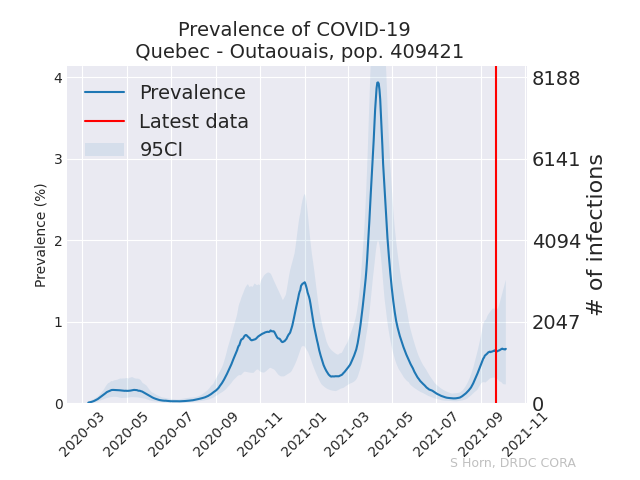 Prevalence of COVID-19
Quebec - Outaouais, pop. 409421
Prevalence
Latest data
95CI
Prevalence (%)
4
3
2
1
0
8188
6141
4094
2047
0
# of infections
2020-03
2020-05
2020-07
2020-09
2020-11
2021-01
2021-03
2021-05
2021-07
2021-09
2021-11
S Horn, DRDC CORA